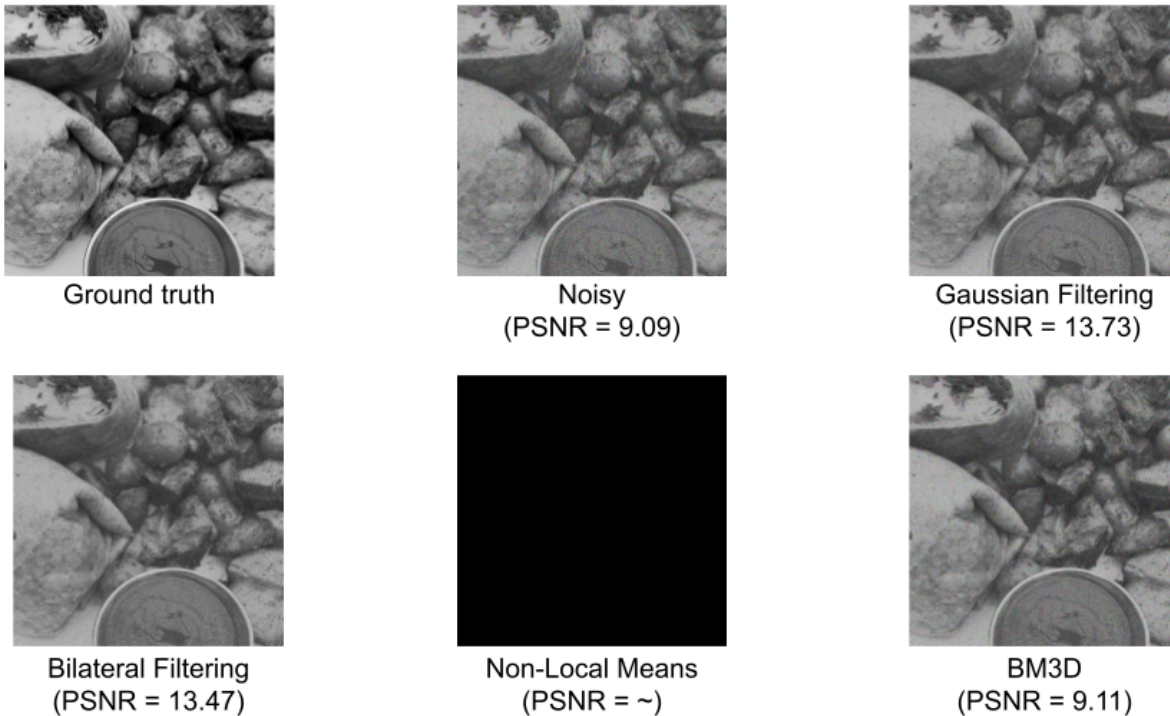 Ground truth
Noisy
(PSNR = 9.09)
Gaussian Filtering
(PSNR = 13.73)
Bilateral Filtering
(PSNR = 13.47)
Non-Local Means
(PSNR = ~)
BM3D
(PSNR = 9.11)